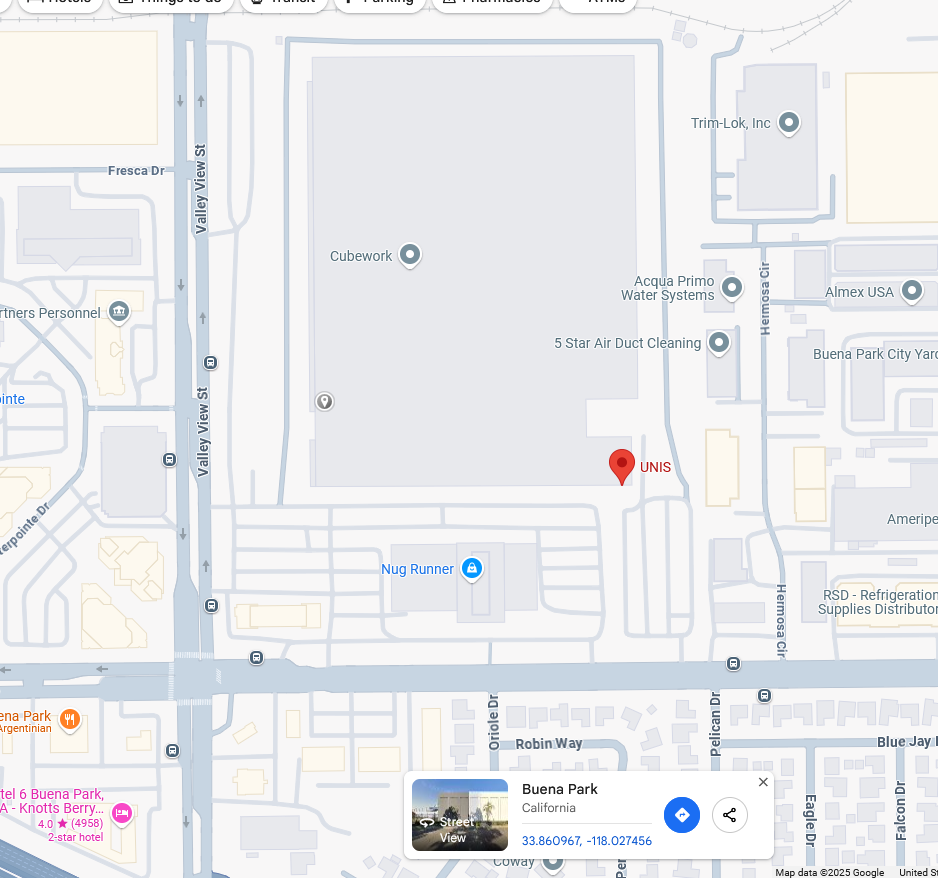 Hotels
Things to do
Transit
Parking
Pharmacies
ATMs
Trim-Lok, Inc
Fresca Dr
Valley View St
Cubework
Hermosa Cir
Acqua Primo
Water Systems
Almex USA
rtners Personnel
5 Star Air Duct Cleaning
Buena Park City Yard
ointe
Valley View St
UNIS
erpointe Dr
Ameripe
Nug Runner
RSD - Refrigeration
Supplies Distributor
Hermosa Cir
ena Park
Argentinian
Oriole Dr
Pelican Dr
Robin Way
Blue Jay
tel 6 Buena Park,
A - Knotts Berry...
4.0 ★ (4958)
2-star hotel
Street
View
Buena Park
California
33.860967, -118.027456
Eagle Dr
Falcon Dr
Coway
Map data ©2025 Google
United St